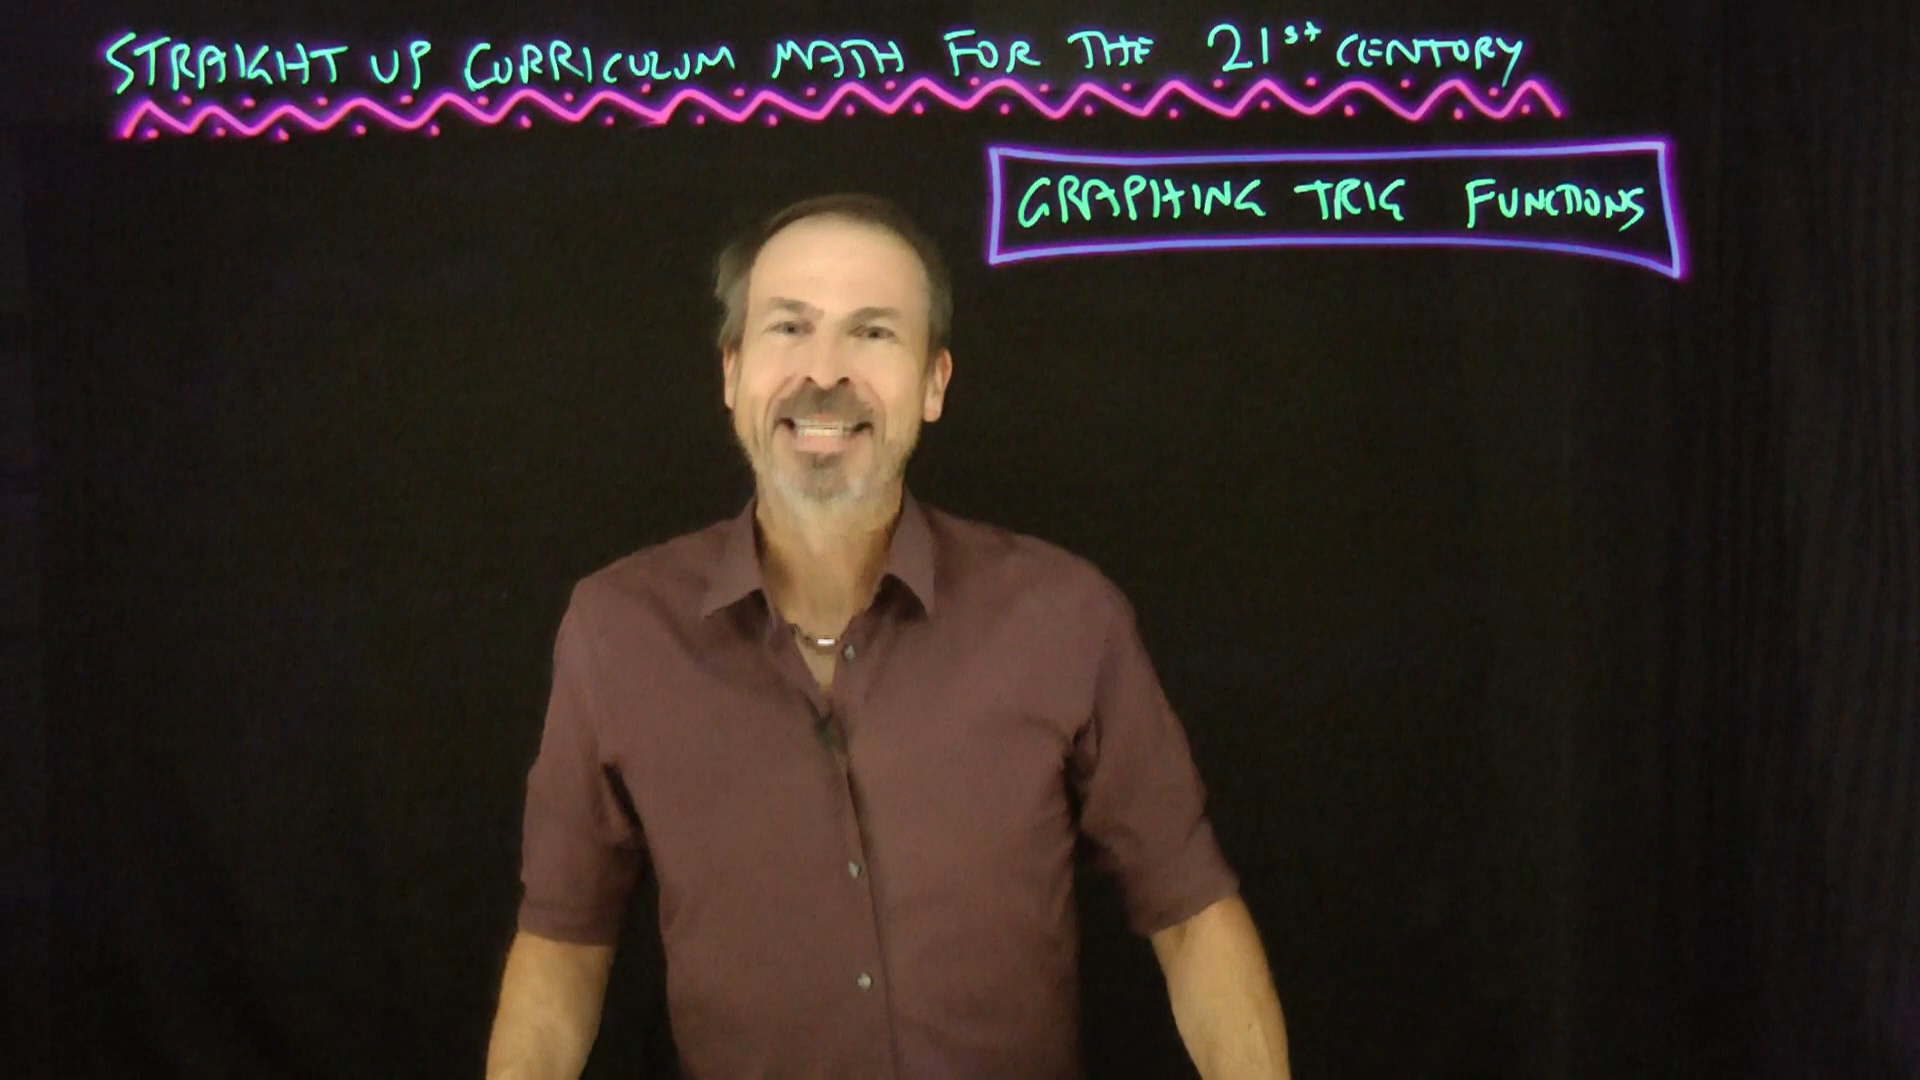 STRAIGHT UP CURRICULUM MATH FOR THE 21st CENTURY
GRAPHING TRIG FUNCTIONS